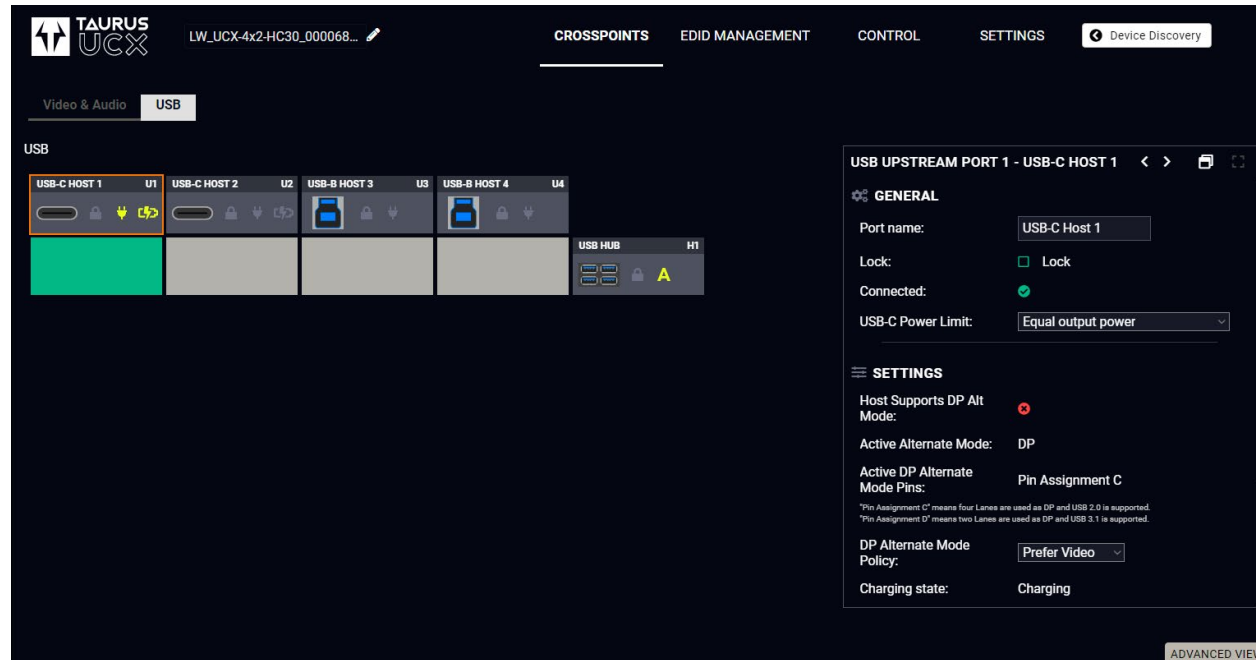 TAURUS
UCX
LW_UCX-4x2-HC30_000068...
CROSSPOINTS
EDID MANAGEMENT
CONTROL
SETTINGS
Device Discovery
Video & Audio
USB
USB
USB-C HOST 1 U1
USB-C HOST 2 U2
USB-B HOST 3 U3
USB-B HOST 4 U4
USB HUB H1
A
USB UPSTREAM PORT 1 - USB-C HOST 1
GENERAL
Port name: USB-C Host 1
Lock: Lock
Connected:
USB-C Power Limit: Equal output power
SETTINGS
Host Supports DP Alt
Mode:
Active Alternate Mode: DP
Active DP Alternate
Mode Pins: Pin Assignment C
"Pin Assignment C" means four Lanes are used as DP and USB 2.0 is supported.
"Pin Assignment D" means two Lanes are used as DP and USB 3.1 is supported.
DP Alternate Mode
Policy: Prefer Video
Charging state: Charging
ADVANCED VIE